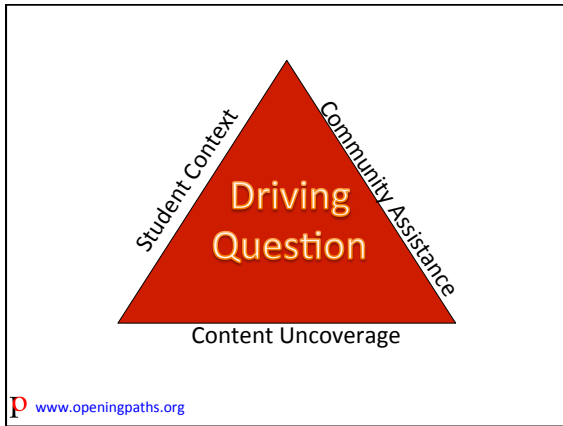 Student Context
Community Assistance
Driving
Question
Content Uncoverage
p www.openingpaths.org